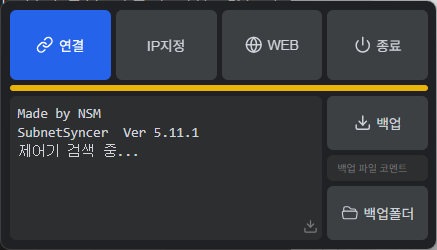 연결
IP지정
WEB
종료
Made by NSM
SubnetSyncer Ver 5.11.1
제어기 검색 중...
백업
백업 파일 코멘트
백업폴더